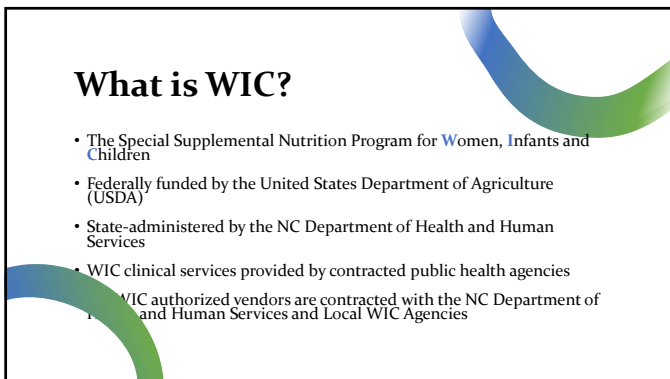 What is WIC?
• The Special Supplemental Nutrition Program for Women, Infants and
Children
• Federally funded by the United States Department of Agriculture
(USDA)
• State-administered by the NC Department of Health and Human
Services
• WIC clinical services provided by contracted public health agencies
WIC authorized vendors are contracted with the NC Department of
and Human Services and Local WIC Agencies